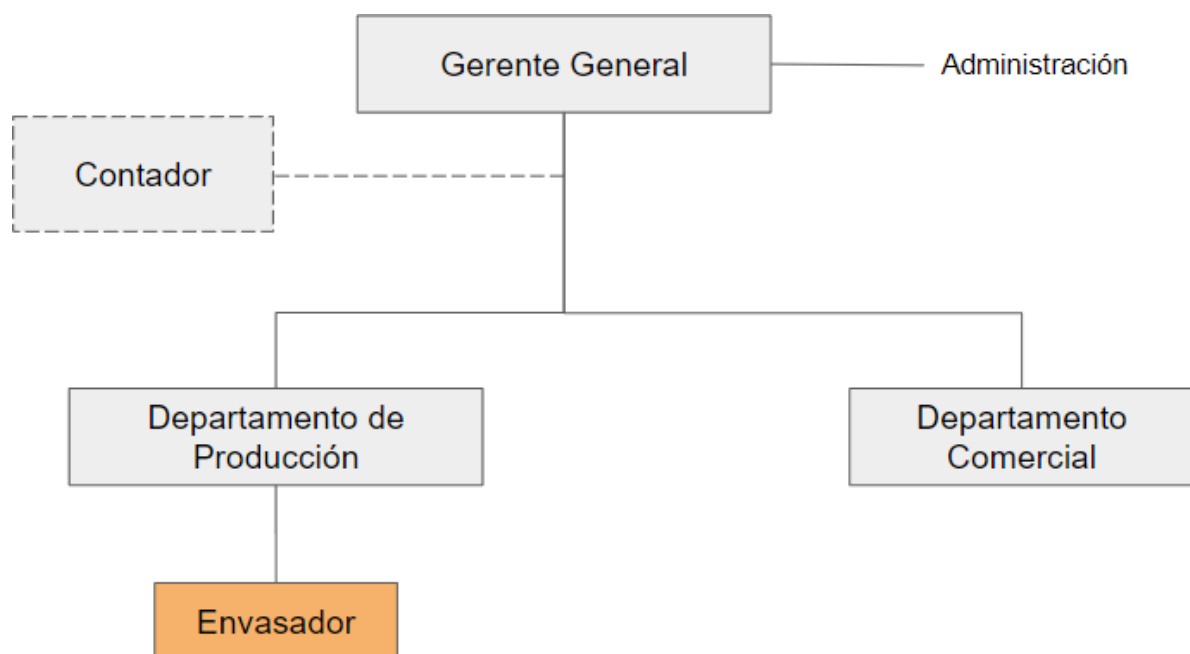 Gerente General
Administración
Contador
Departamento de
Producción
Departamento
Comercial
Envasador